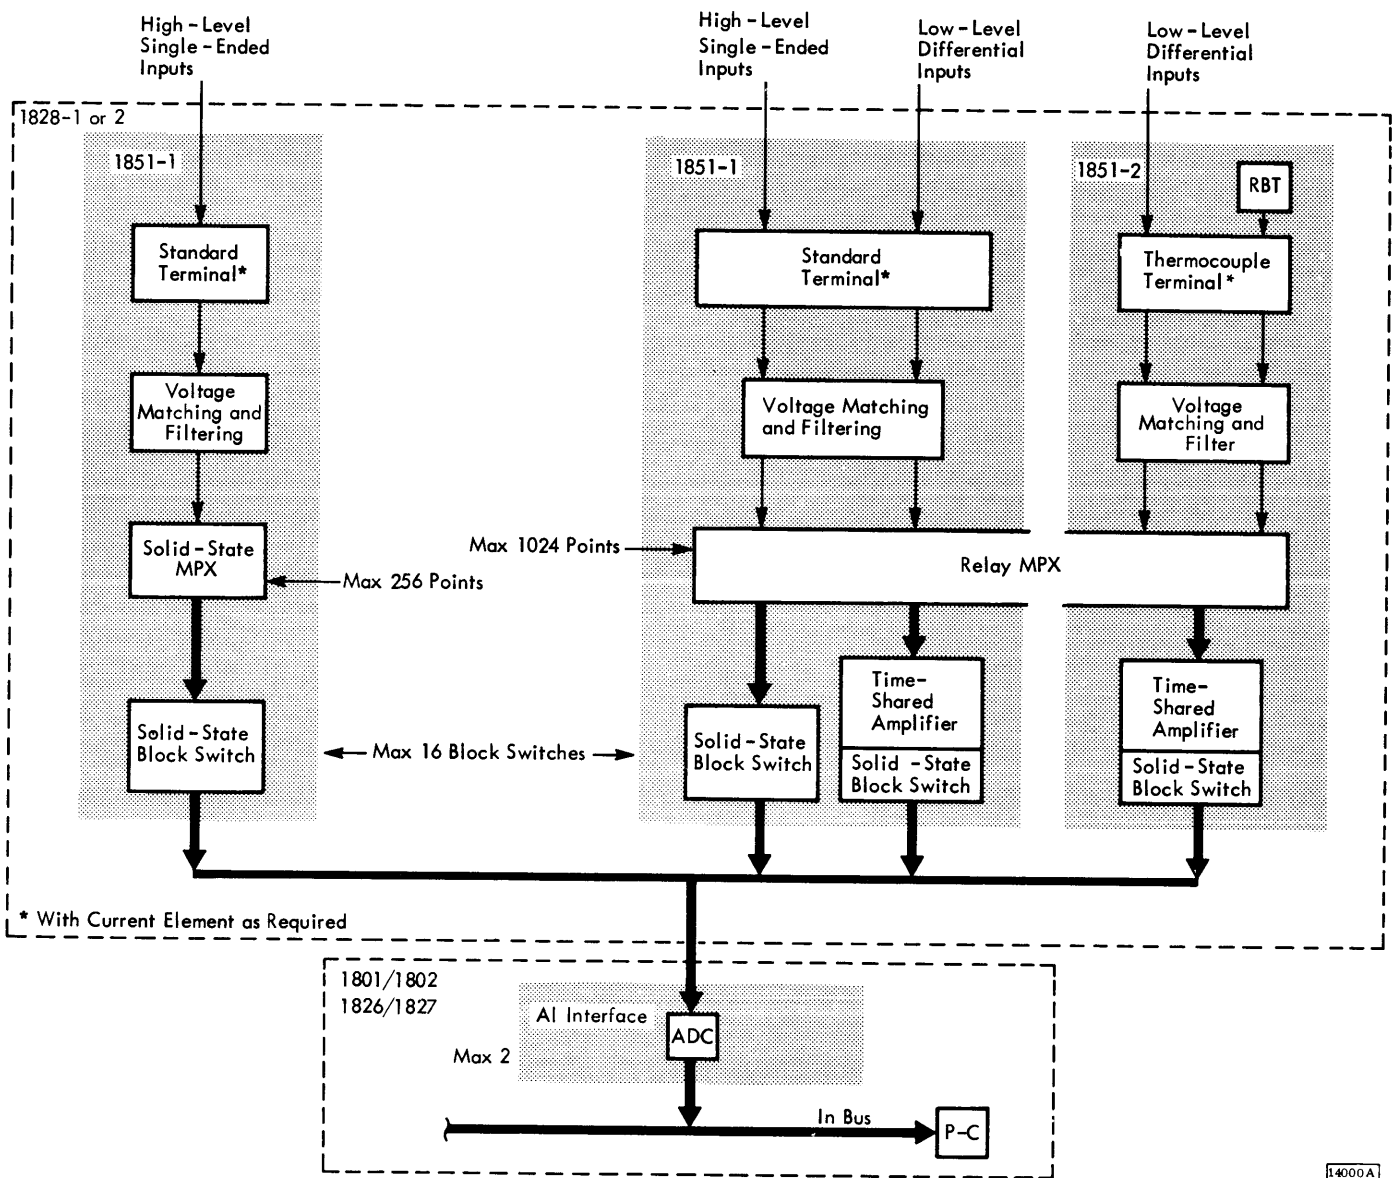 High-Level
Single-Ended
Inputs
High-Level
Single-Ended
Inputs
Low-Level
Differential
Inputs
Low-Level
Differential
Inputs
1828-1 or 2
1851-1
1851-1
1851-2
RBT
Standard
Terminal*
Standard
Terminal*
Thermocouple
Terminal*
Voltage
Matching and
Filtering
Voltage Matching
and Filtering
Voltage
Matching and
Filter
Solid-State
MPX
Max 256 Points
Max 1024 Points
Relay MPX
Solid-State
Block Switch
Max 16 Block Switches
Solid-State
Block Switch
Time-
Shared
Amplifier
Solid-State
Block Switch
Time-
Shared
Amplifier
Solid-State
Block Switch
* With Current Element as Required
1801/1802
1826/1827
AI Interface
ADC
Max 2
In Bus
P-C
14000A